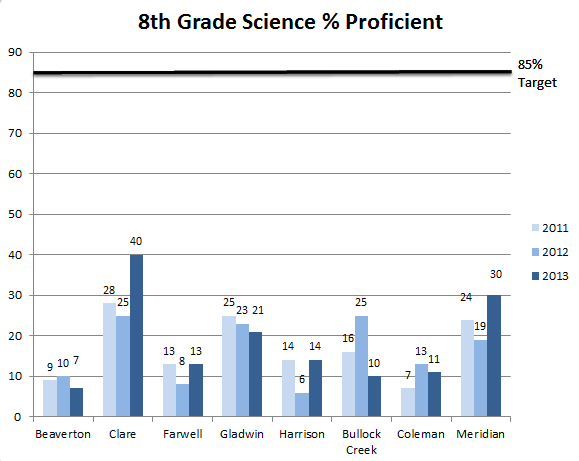 8th Grade Science % Proficient
90
80
70
60
50
40
30
20
10
0
85%
Target
9 10 7
28 25 40
13 8 13
25 23 21
14 6 14
16 25 10
7 13 11
24 19 30
Beaverton Clare Farwell Gladwin Harrison Bullock Coleman Meridian
Creek
2011
2012
2013